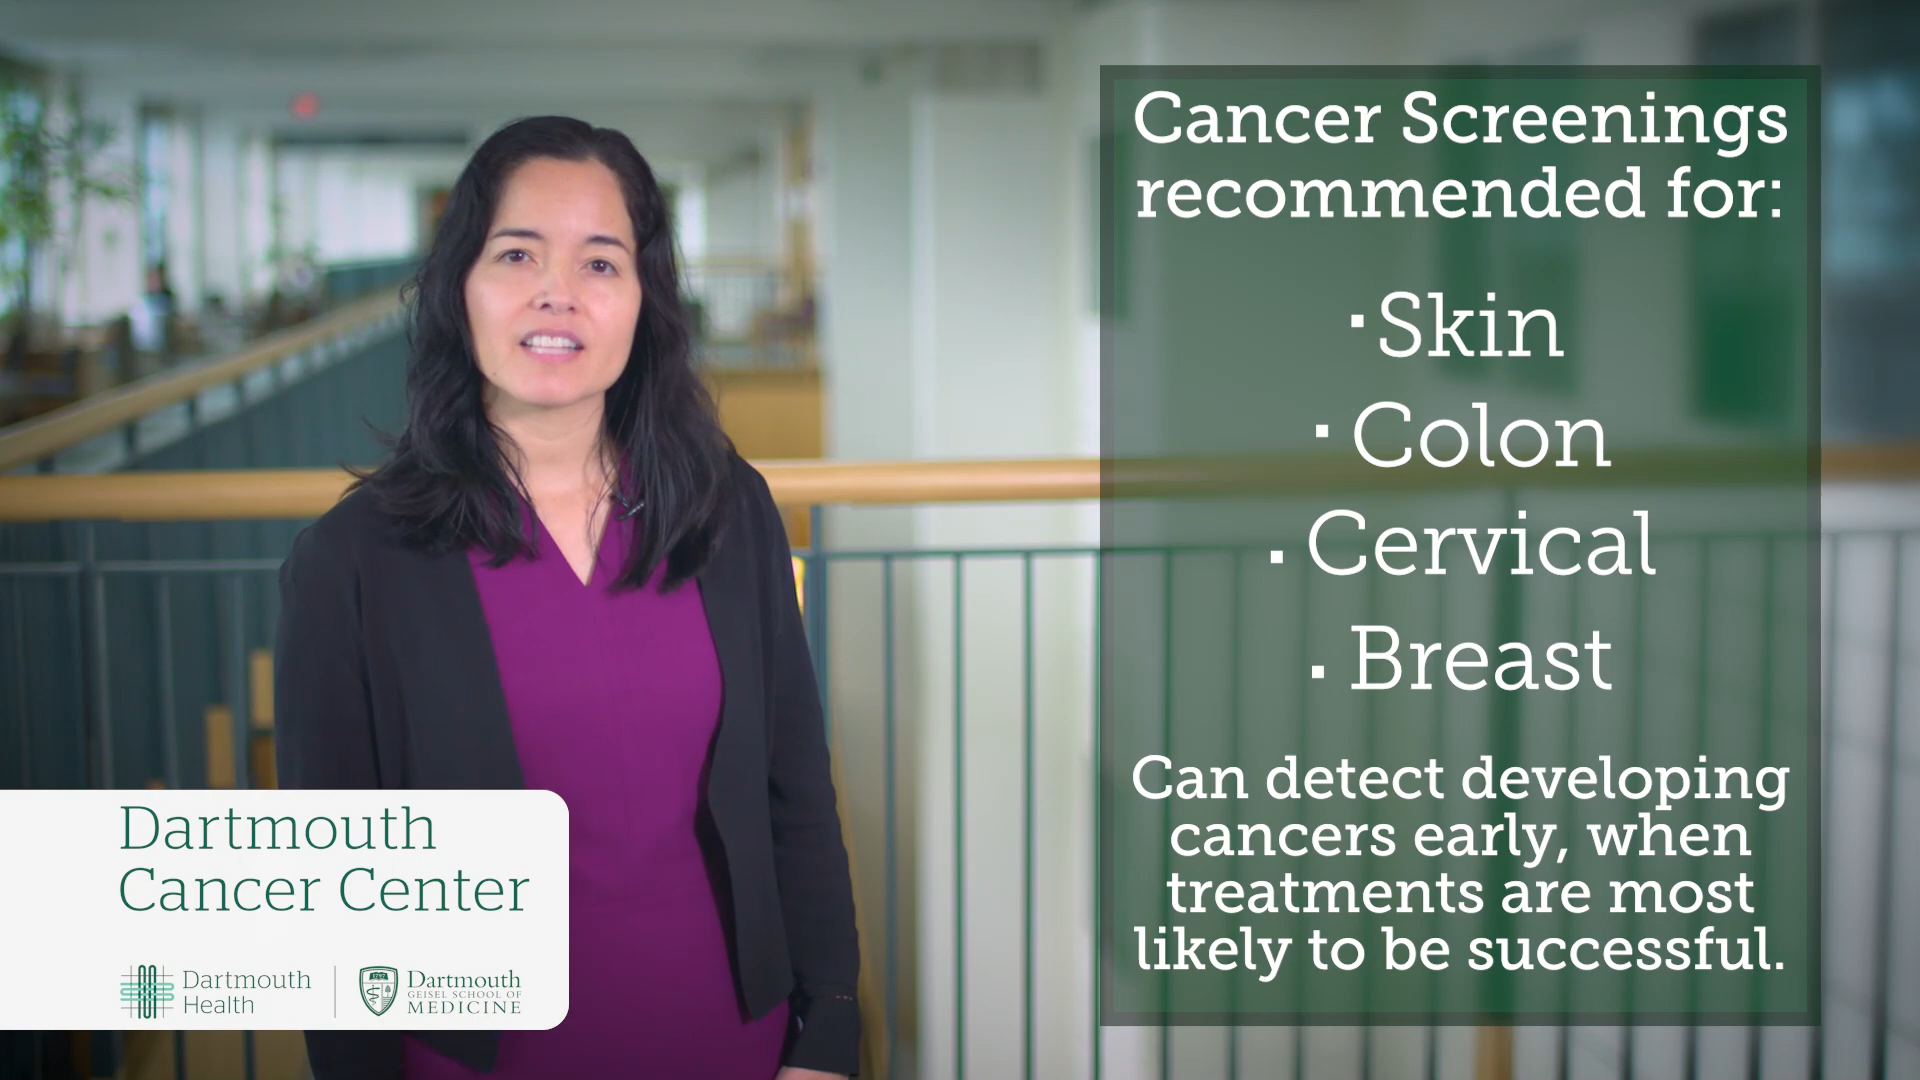 Cancer Screenings
recommended for:
· Skin
· Colon
· Cervical
· Breast
Can detect developing
cancers early, when
treatments are most
likely to be successful.
Dartmouth
Cancer Center
Dartmouth
Health
Dartmouth
GEISEL SCHOOL OF
MEDICINE